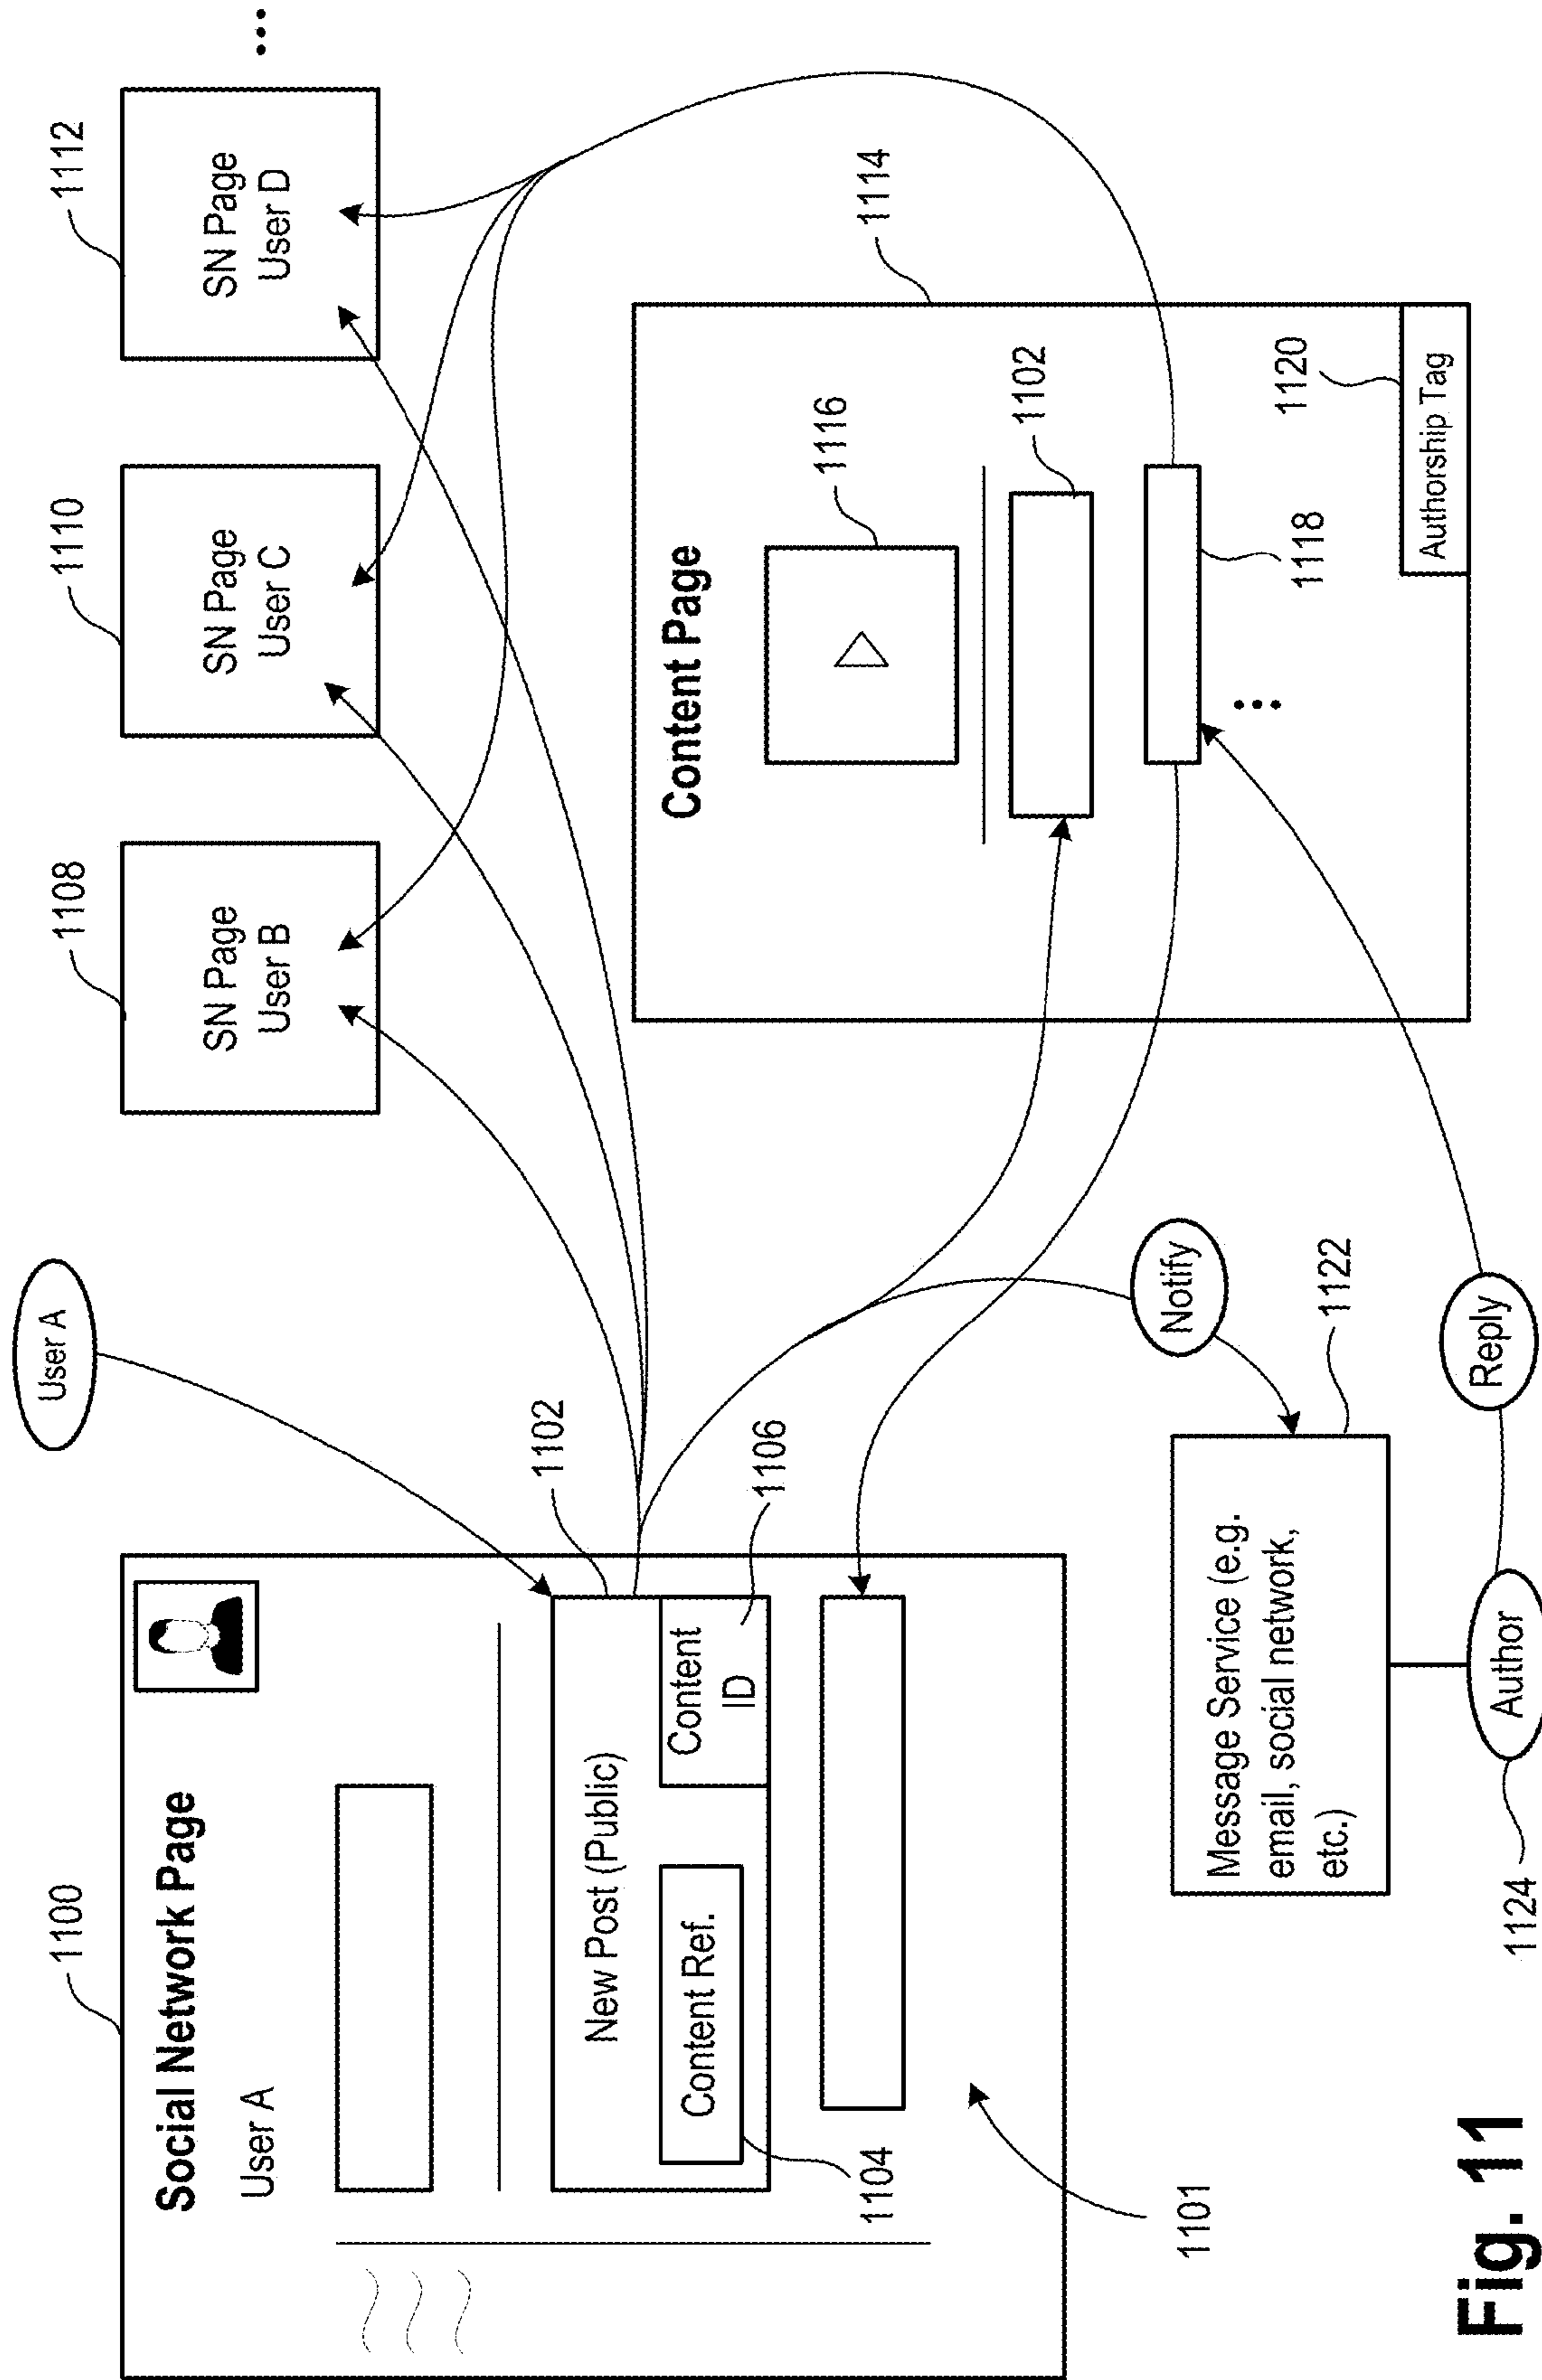 User A
1100
Social Network Page
User A
1102
New Post (Public)
Content Ref.
Content
ID
1104
1106
1101
1108
SN Page
User B
1110
SN Page
User C
1112
SN Page
User D
...
1114
Content Page
1116
1102
1118
...
1120
Authorship Tag
Notify
1122
Message Service (e.g.
email, social network,
etc.)
Author
1124
Reply
Fig. 11